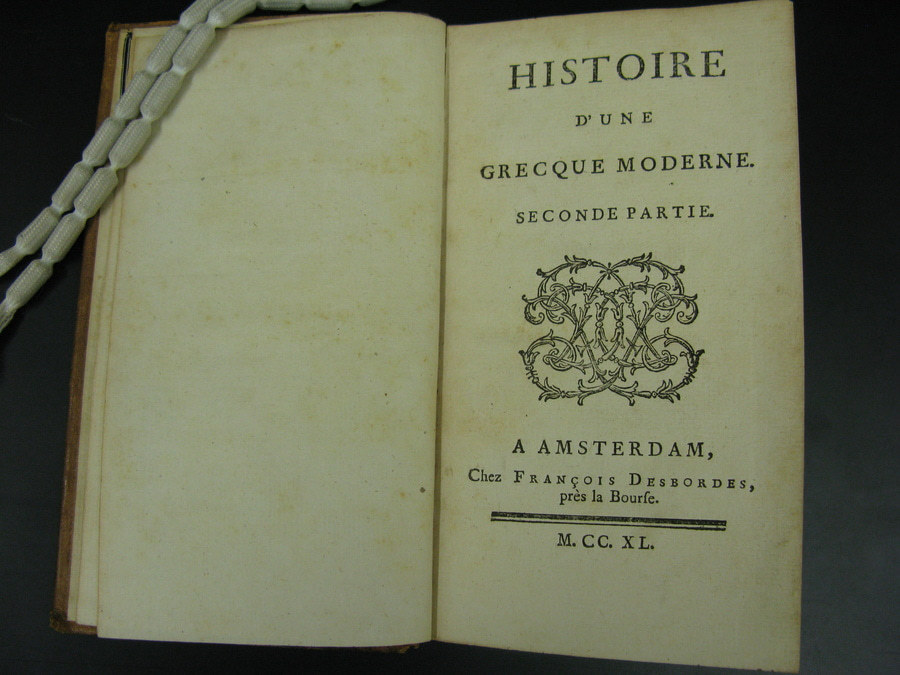 HISTOIRE
D'UNE
GRECQUE MODERNE.
SECONDE PARTIE.
A AMSTERDAM,
Chez FRANÇOIS DESBORDES,
près la Bourſe.
M. CC. XL.